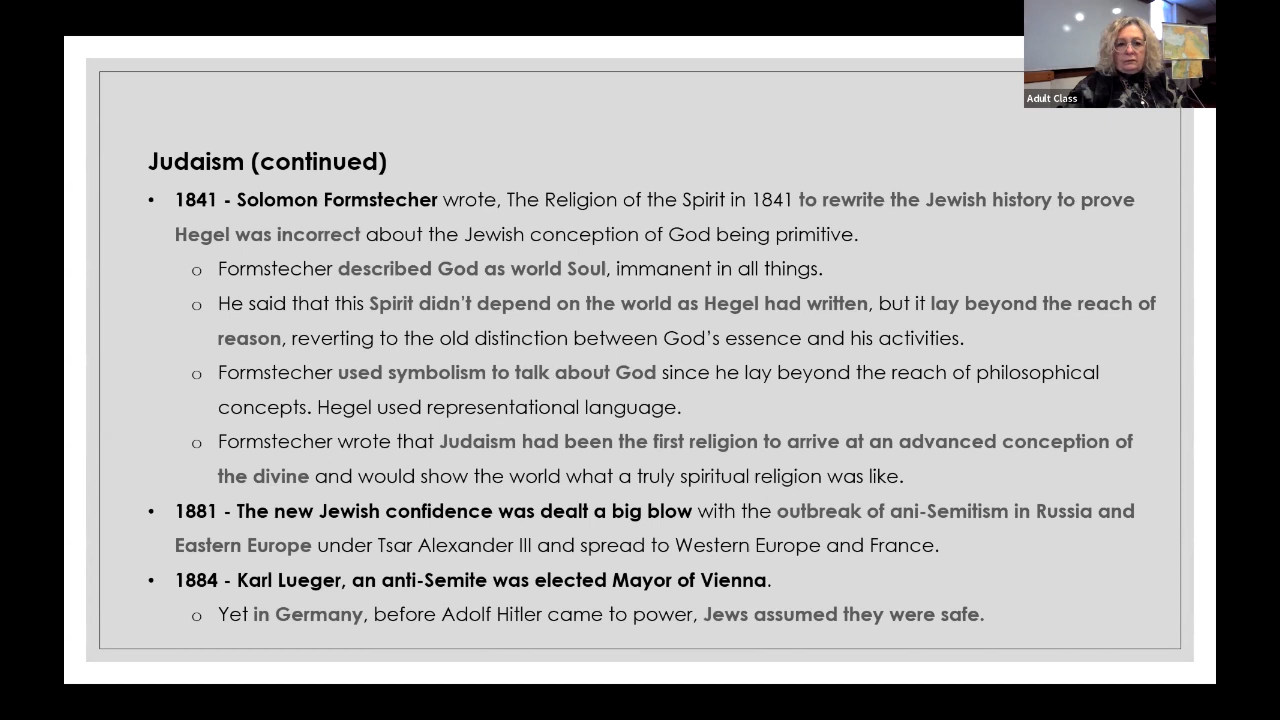 Adult Class
Judaism (continued)
• 1841 - Solomon Formstecher wrote, The Religion of the Spirit in 1841 to rewrite the Jewish history to prove
Hegel was incorrect about the Jewish conception of God being primitive.
o Formstecher described God as world Soul, immanent in all things.
o He said that this Spirit didn't depend on the world as Hegel had written, but it lay beyond the reach of
reason, reverting to the old distinction between God's essence and his activities.
o Formstecher used symbolism to talk about God since he lay beyond the reach of philosophical
concepts. Hegel used representational language.
o Formstecher wrote that Judaism had been the first religion to arrive at an advanced conception of
the divine and would show the world what a truly spiritual religion was like.
• 1881 - The new Jewish confidence was dealt a big blow with the outbreak of ani-Semitism in Russia and
Eastern Europe under Tsar Alexander III and spread to Western Europe and France.
• 1884 - Karl Lueger, an anti-Semite was elected Mayor of Vienna.
o Yet in Germany, before Adolf Hitler came to power, Jews assumed they were safe.